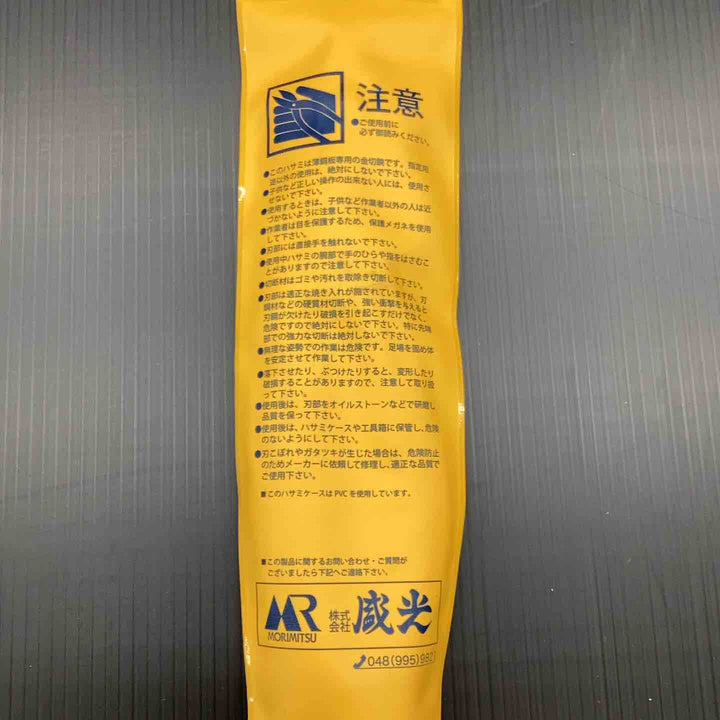 注意
●ご使用前に
必ず御読みください。
●このハサミは薄鋼板専用の金切鋏です。指定用
途以外の使用は、絶対にしないで下さい。
●子供など正しい操作の出来ない人には、使用さ
せないで下さい。
●使用するときは、子供など作業者以外の人は近
づかないように注意して下さい。
●作業者は目を保護するため、保護メガネを使用
して下さい。
●刃部には直接手を触れないで下さい。
●使用中ハサミの腕部で手のひらや指をはさむこ
とがありますので注意して下さい。
●切断材はゴミや汚れを取除き切断して下さい。
●刃部は適正な焼き入れが施されていますが、刃
鋼材などの硬質材切断や、強い衝撃を与えると
刃鋼が欠けたり破損を引き起こすだけでなく、
危険ですので絶対にしないで下さい。特に先端
部での強力な切断は絶対しないで下さい。
●無理な姿勢での作業は危険です。足場を固め体
を安定させて作業して下さい。
●落下させたり、ぶつけたりすると、変形したり
破損することがありますので、注意して取り扱
って下さい。
●使用後は、刃部をオイルストーンなどで研磨し
品質を保って下さい。
●使用後は、ハサミケースや工具箱に保管し、危険
のないようにして下さい。
●刃こぼれやガタツキが生じた場合は、危険防止
のためメーカーに依頼して修理し、適正な品質で
ご使用下さい。
■このハサミケースは PVC を使用しています。
■この製品に関するお問い合わせ・ご質問が
ございましたら下記へご連絡下さい。
MR
MORIMITSU
株式
会社
盛光
048(995)982